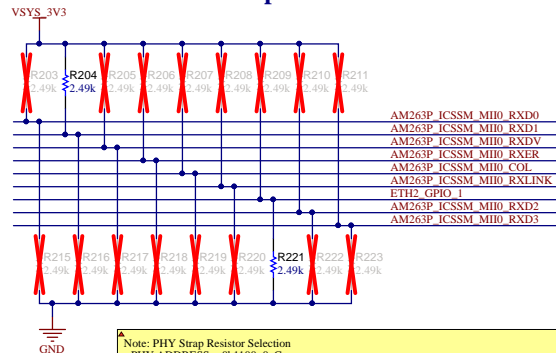 VSYS_3V3
R203 R204 R205 R206 R207 R208 R209 R210 R211
2.49k 2.49k 2.49k 2.49k 2.49k 2.49k 2.49k 2.49k 2.49k
AM263P_ICSSM_MII0_RXD0
AM263P_ICSSM_MII0_RXD1
AM263P_ICSSM_MII0_RXDV
AM263P_ICSSM_MII0_RXER
AM263P_ICSSM_MII0_COL
AM263P_ICSSM_MII0_RXLINK
ETH2_GPIO_1
AM263P_ICSSM_MII0_RXD2
AM263P_ICSSM_MII0_RXD3
R215 R216 R217 R218 R219 R220 R221 R222 R223
2.49k 2.49k 2.49k 2.49k 2.49k 2.49k 2.49k 2.49k 2.49k
GND
Note: PHY Strap Resistor Selection